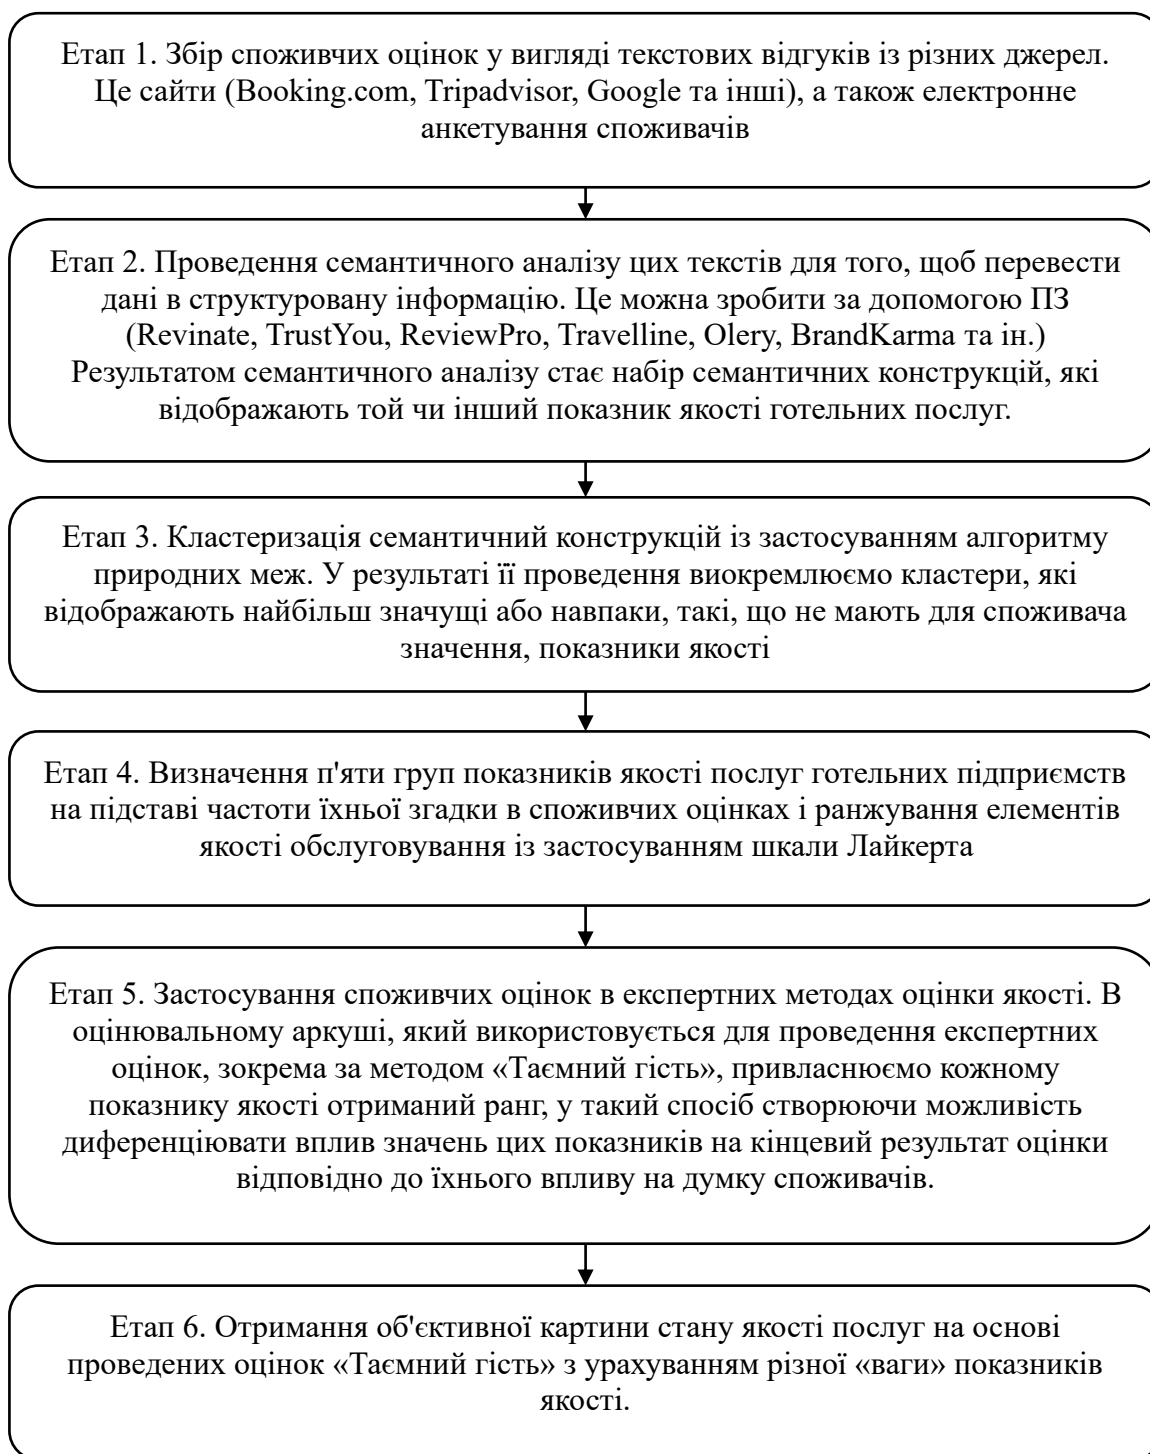 Етап 1. Збір споживчих оцінок у вигляді текстових відгуків із різних джерел.
Це сайти (Booking.com, Tripadvisor, Google та інші), а також електронне
анкетування споживачів
Етап 2. Проведення семантичного аналізу цих текстів для того, щоб перевести
дані в структуровану інформацію. Це можна зробити за допомогою ПЗ
(Revinate, TrustYou, ReviewPro, Travelline, Olery, BrandKarma та ін.)
Результатом семантичного аналізу стає набір семантичних конструкцій, які
відображають той чи інший показник якості готельних послуг.
Етап 3. Кластеризація семантичний конструкцій із застосуванням алгоритму
природних меж. У результаті її проведення виокремлюємо кластери, які
відображають найбільш значущі або навпаки, такі, що не мають для споживача
значення, показники якості
Етап 4. Визначення п'яти груп показників якості послуг готельних підприємств
на підставі частоти їхньої згадки в споживчих оцінках і ранжування елементів
якості обслуговування із застосуванням шкали Лайкерта
Етап 5. Застосування споживчих оцінок в експертних методах оцінки якості. В
оцінювальному аркуші, який використовується для проведення експертних
оцінок, зокрема за методом «Таємний гість», привласнюємо кожному
показнику якості отриманий ранг, у такий спосіб створюючи можливість
диференціювати вплив значень цих показників на кінцевий результат оцінки
відповідно до їхнього впливу на думку споживачів.
Етап 6. Отримання об'єктивної картини стану якості послуг на основі
проведених оцінок «Таємний гість» з урахуванням різної «ваги» показників
якості.